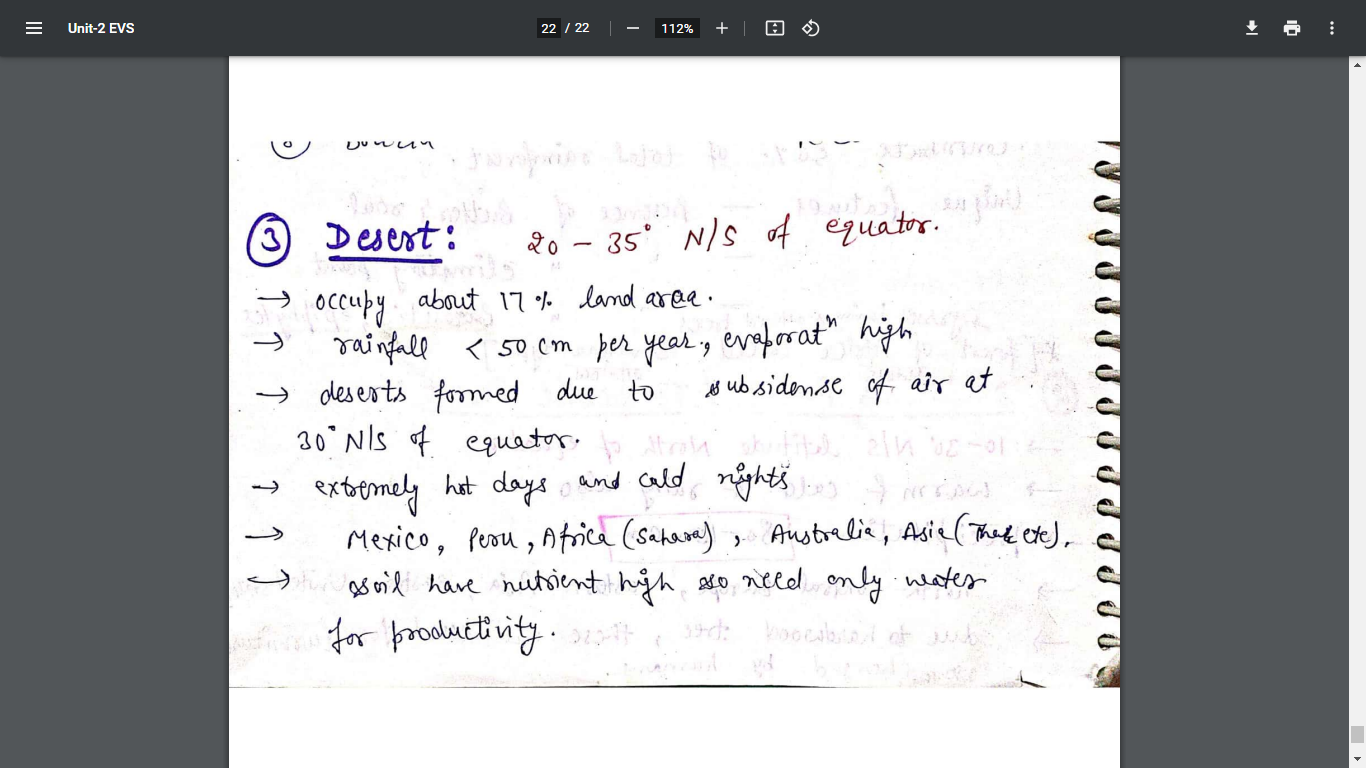 Unit-2 EVS
22 / 22
112%
③ Desert: 20 - 35° N/S of equator.
→ occupy about 17% land area.
→ rainfall < 50 cm per year, evaporatⁿ high
→ deserts formed due to subsidense of air at
30° N/S of equator.
→ extremely hot days and cold nights
→ Mexico, Peru, Africa (Sahara), Australia, Asia (Thar etc).
→ soil have nutrient high so need only water
for productivity.